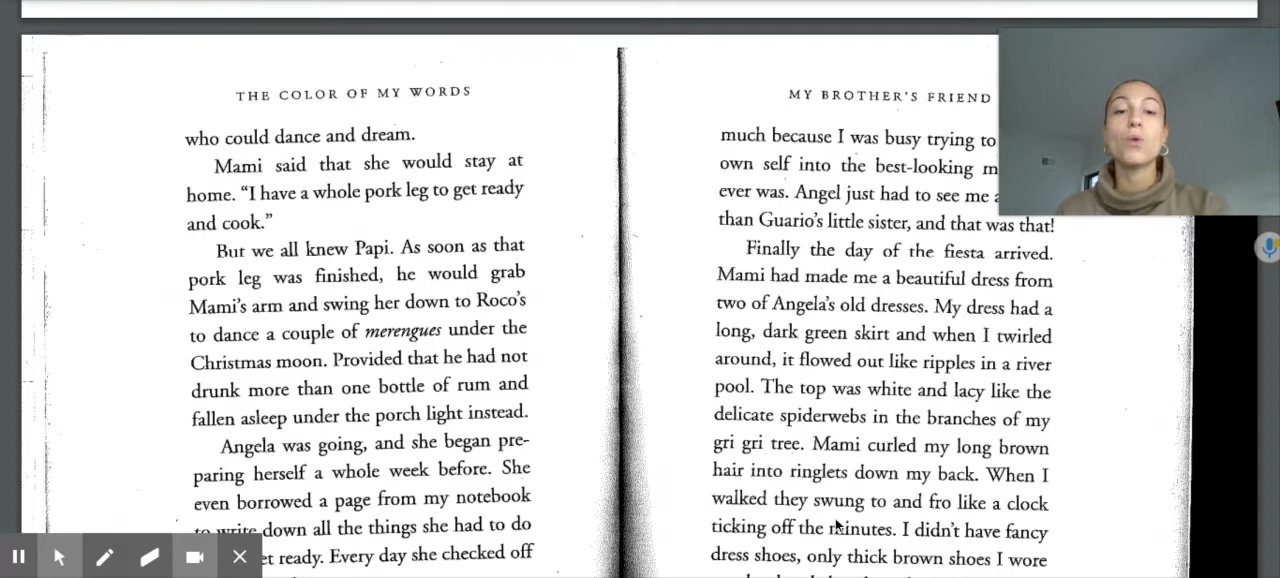 THE COLOR OF MY WORDS
who could dance and dream.
Mami said that she would stay at
home. “I have a whole pork leg to get ready
and cook.”
But we all knew Papi. As soon as that
pork leg was finished, he would grab
Mami’s arm and swing her down to Roco’s
to dance a couple of merengues under the
Christmas moon. Provided that he had not
drunk more than one bottle of rum and
fallen asleep under the porch light instead.
Angela was going, and she began pre-
paring herself a whole week before. She
even borrowed a page from my notebook
to write down all the things she had to do
et ready. Every day she checked off
MY BROTHER’S FRIEND
much because I was busy trying to
own self into the best-looking m
ever was. Angel just had to see me a
than Guario’s little sister, and that was that!
Finally the day of the fiesta arrived.
Mami had made me a beautiful dress from
two of Angela’s old dresses. My dress had a
long, dark green skirt and when I twirled
around, it flowed out like ripples in a river
pool. The top was white and lacy like the
delicate spiderwebs in the branches of my
gri gri tree. Mami curled my long brown
hair into ringlets down my back. When I
walked they swung to and fro like a clock
ticking off the minutes. I didn’t have fancy
dress shoes, only thick brown shoes I wore